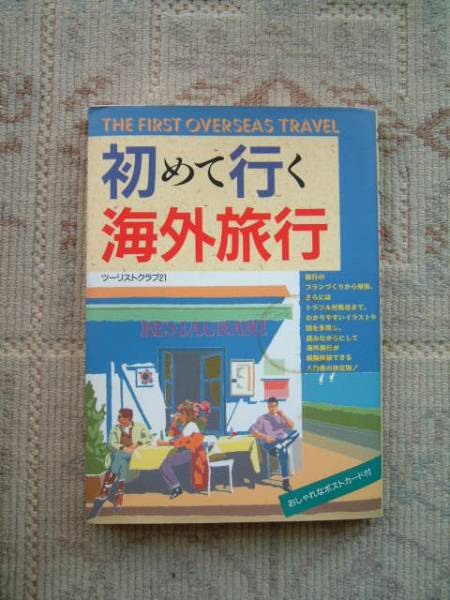 THE FIRST OVERSEAS TRAVEL
初めて行く
海外旅行
ツーリストクラブ21
旅行の
プランづくりから帰国、
さらには
トラブル対処法まで、
わかりやすいイラストや
図を多用し、
読みながらにして
海外旅行が
模擬体験できる
入門書の決定版!
RESTAURANT
おしゃれなポストカード付